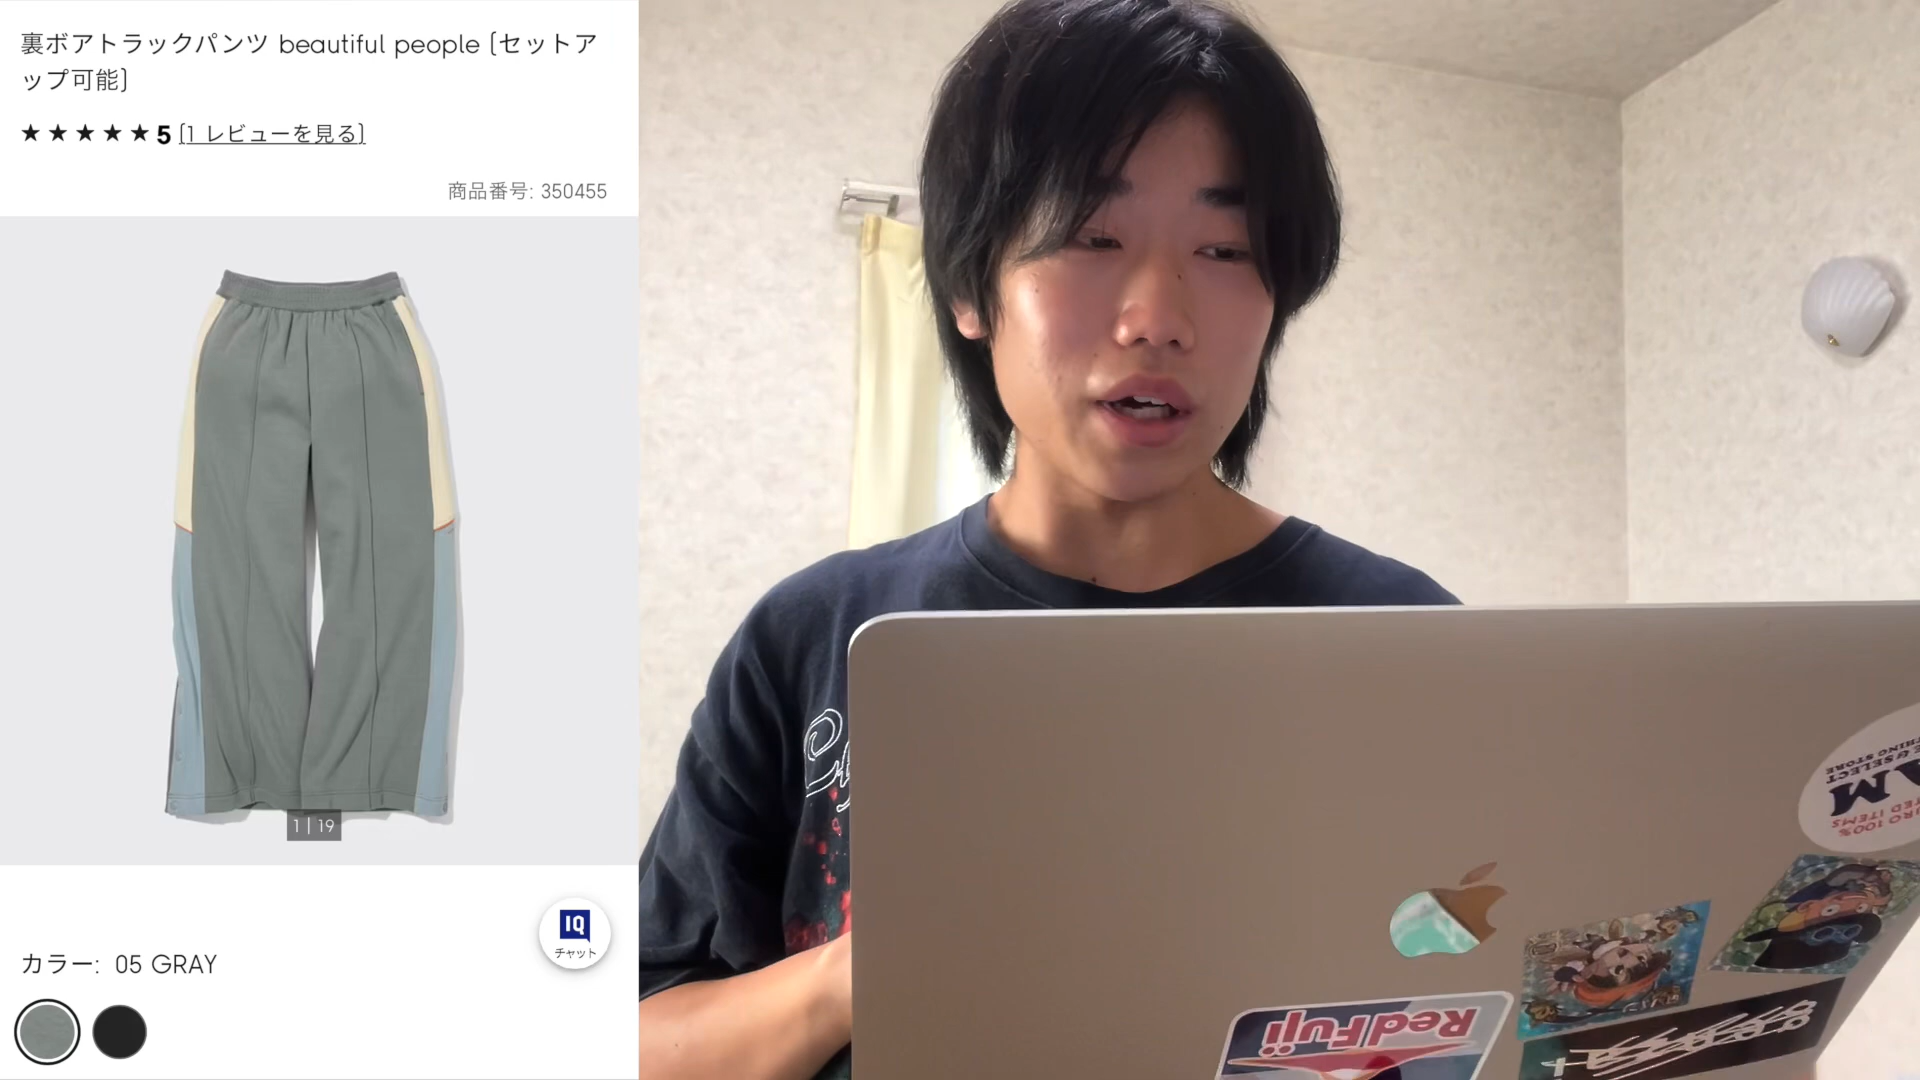 裏ボアトラックパンツ beautiful people (セットア
ップ可能)
★★★★★ 5 (1 レビューを見る)
商品番号: 350455
1 | 19
IQ
チャット
カラー: 05 GRAY
SELECT
RedFuji